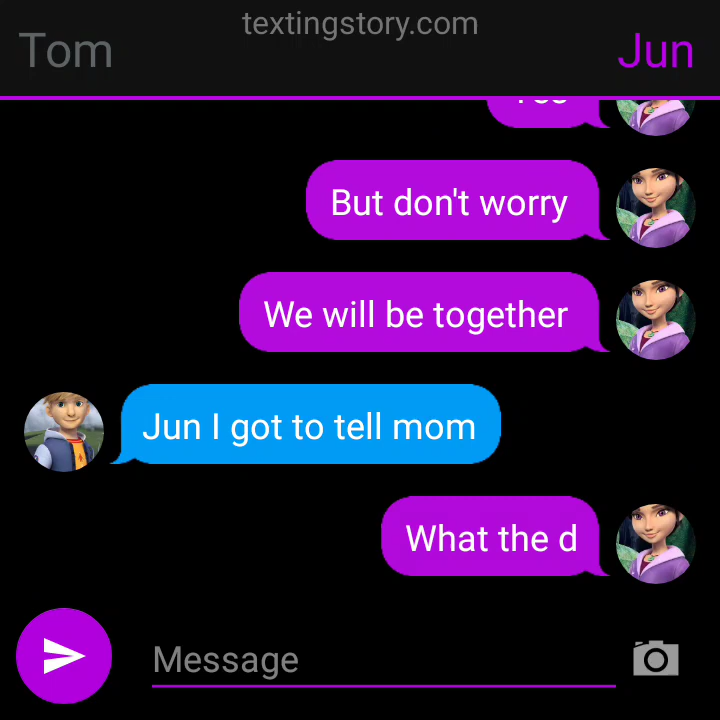 textingstory.com
Tom
Jun
But don't worry
We will be together
Jun I got to tell mom
What the d
Message